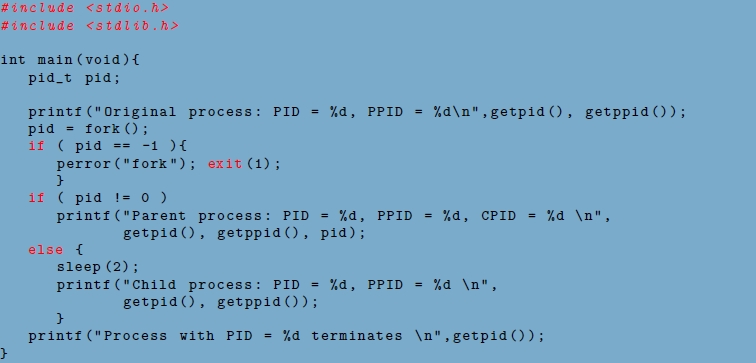 #include <stdio.h>
#include <stdlib.h>
int main(void){
pid_t pid;
printf("Original process: PID = %d, PPID = %d\n",getpid(), getppid());
pid = fork();
if ( pid == -1 ){
perror("fork"); exit(1);
}
if ( pid != 0 )
printf("Parent process: PID = %d, PPID = %d, CPID = %d \n",
getpid(), getppid(), pid);
else {
sleep(2);
printf("Child process: PID = %d, PPID = %d \n",
getpid(), getppid());
}
printf("Process with PID = %d terminates \n",getpid());
}